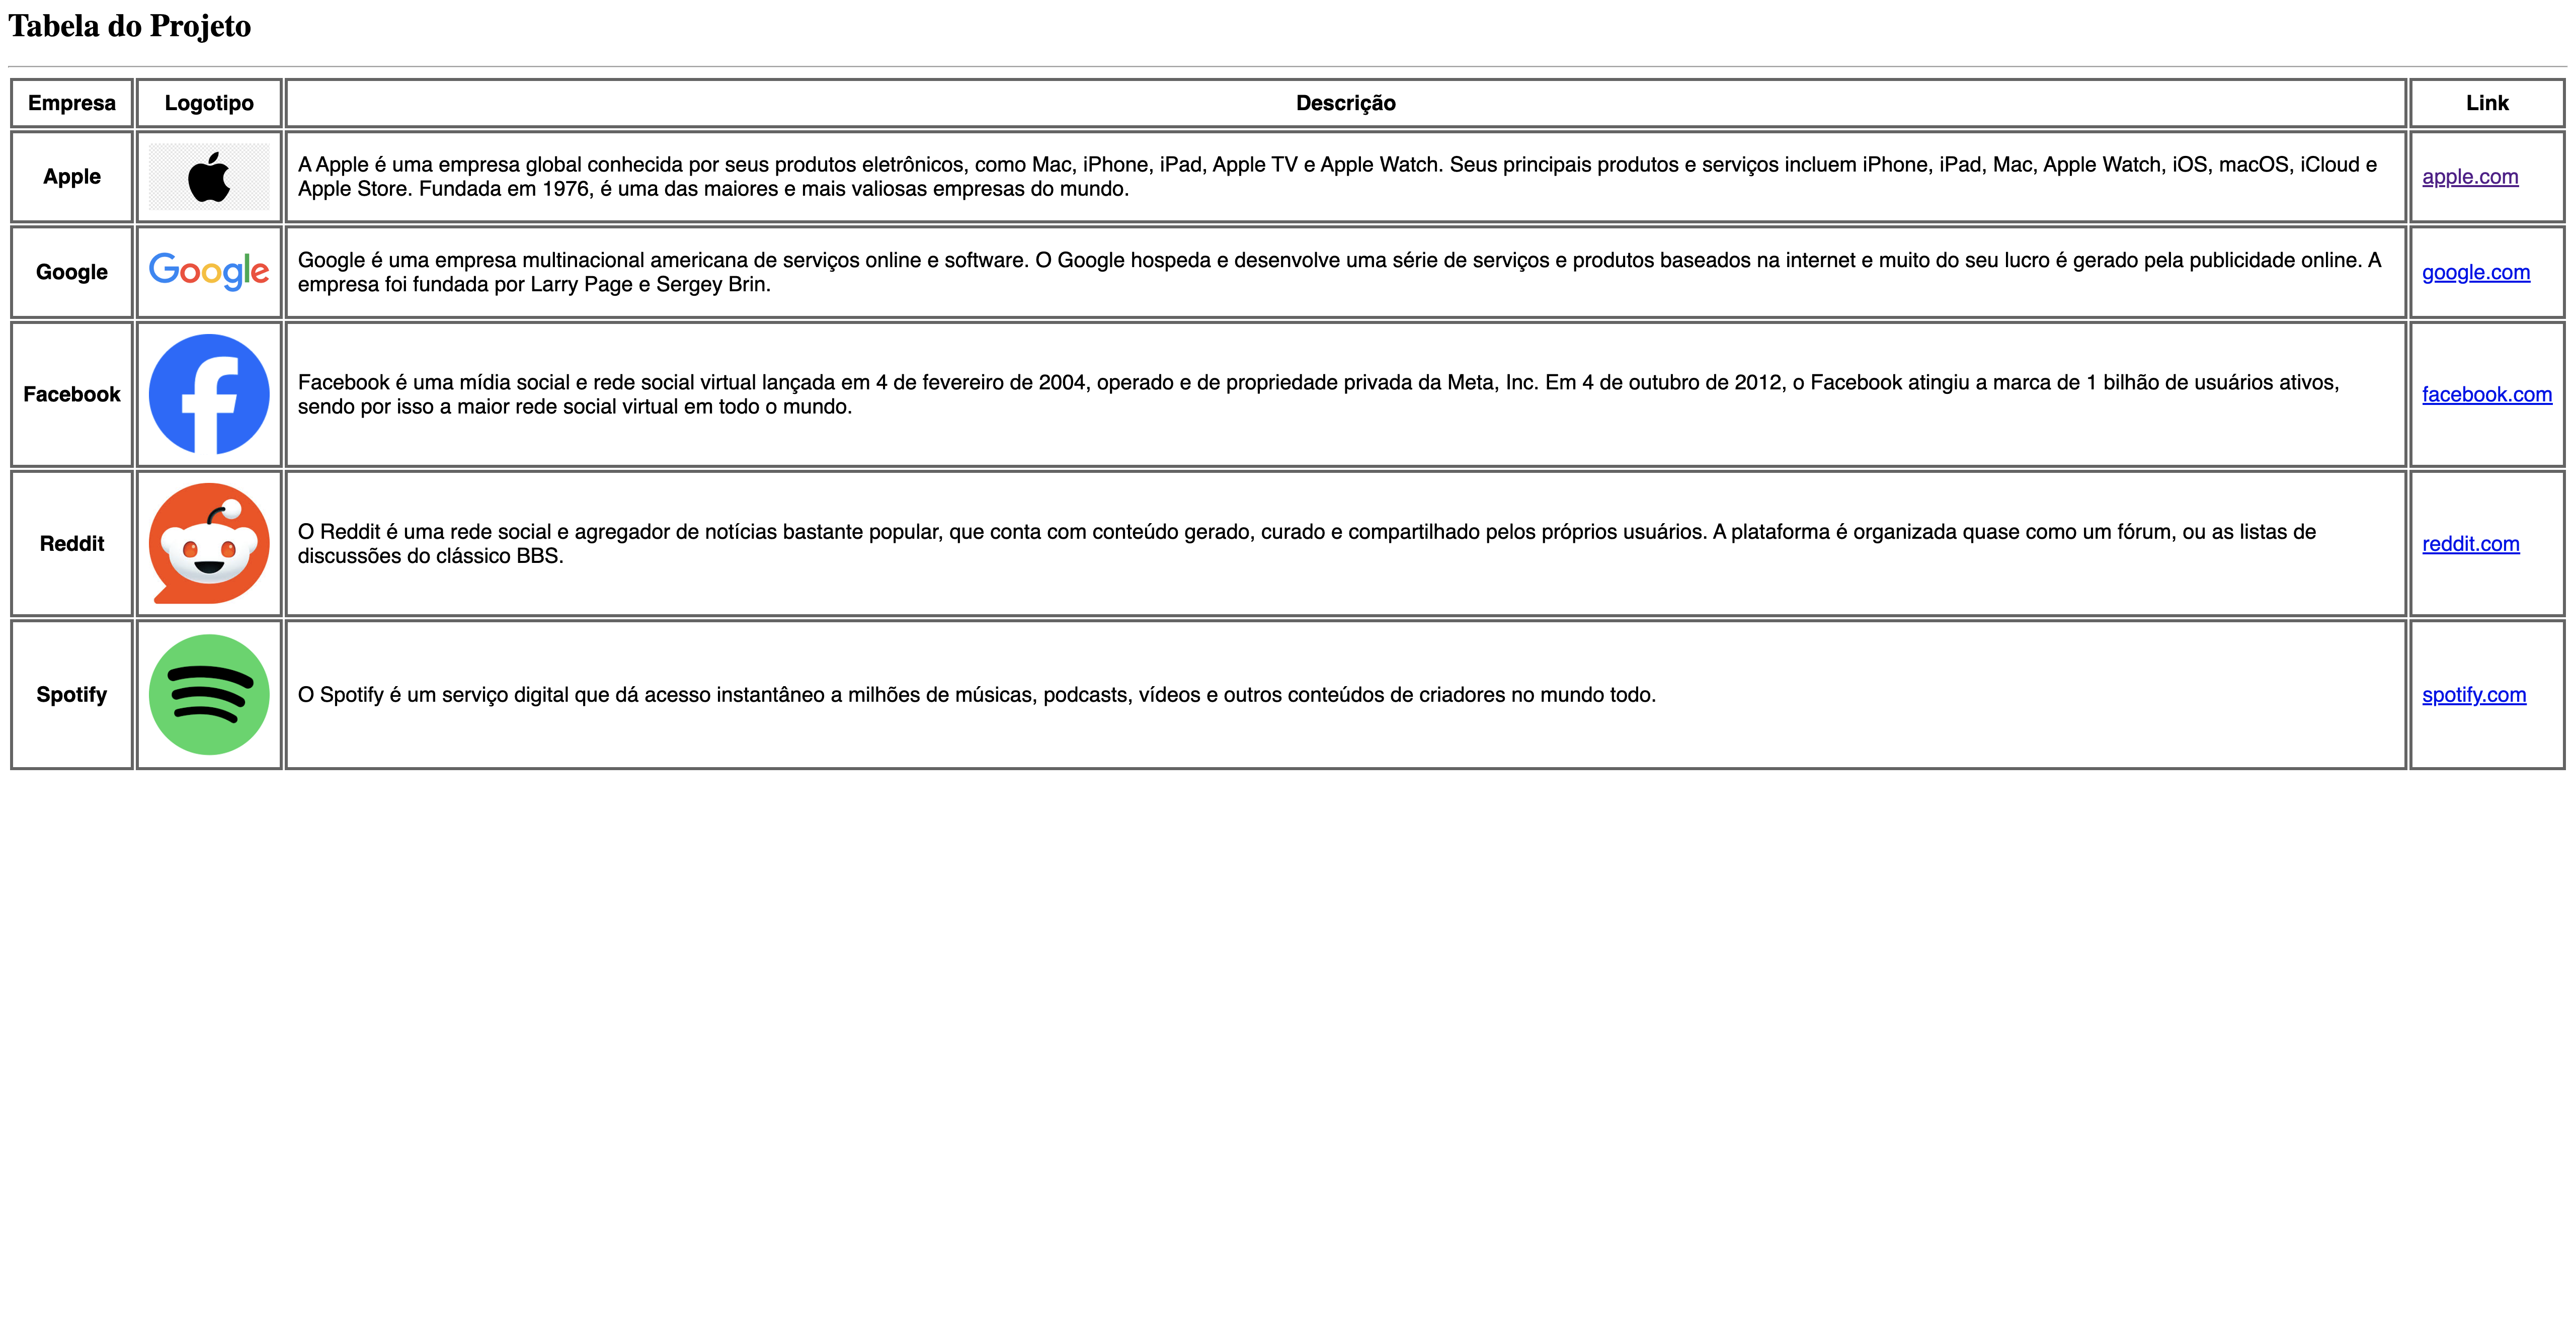 Tabela do Projeto
Empresa Logotipo Descrição Link
Apple
A Apple é uma empresa global conhecida por seus produtos eletrônicos, como Mac, iPhone, iPad, Apple TV e Apple Watch. Seus principais produtos e serviços incluem iPhone, iPad, Mac, Apple Watch, iOS, macOS, iCloud e
Apple Store. Fundada em 1976, é uma das maiores e mais valiosas empresas do mundo.
apple.com
Google
Google
Google é uma empresa multinacional americana de serviços online e software. O Google hospeda e desenvolve uma série de serviços e produtos baseados na internet e muito do seu lucro é gerado pela publicidade online. A
empresa foi fundada por Larry Page e Sergey Brin.
google.com
Facebook
Facebook é uma mídia social e rede social virtual lançada em 4 de fevereiro de 2004, operado e de propriedade privada da Meta, Inc. Em 4 de outubro de 2012, o Facebook atingiu a marca de 1 bilhão de usuários ativos,
sendo por isso a maior rede social virtual em todo o mundo.
facebook.com
Reddit
O Reddit é uma rede social e agregador de notícias bastante popular, que conta com conteúdo gerado, curado e compartilhado pelos próprios usuários. A plataforma é organizada quase como um fórum, ou as listas de
discussões do clássico BBS.
reddit.com
Spotify
O Spotify é um serviço digital que dá acesso instantâneo a milhões de músicas, podcasts, vídeos e outros conteúdos de criadores no mundo todo.
spotify.com